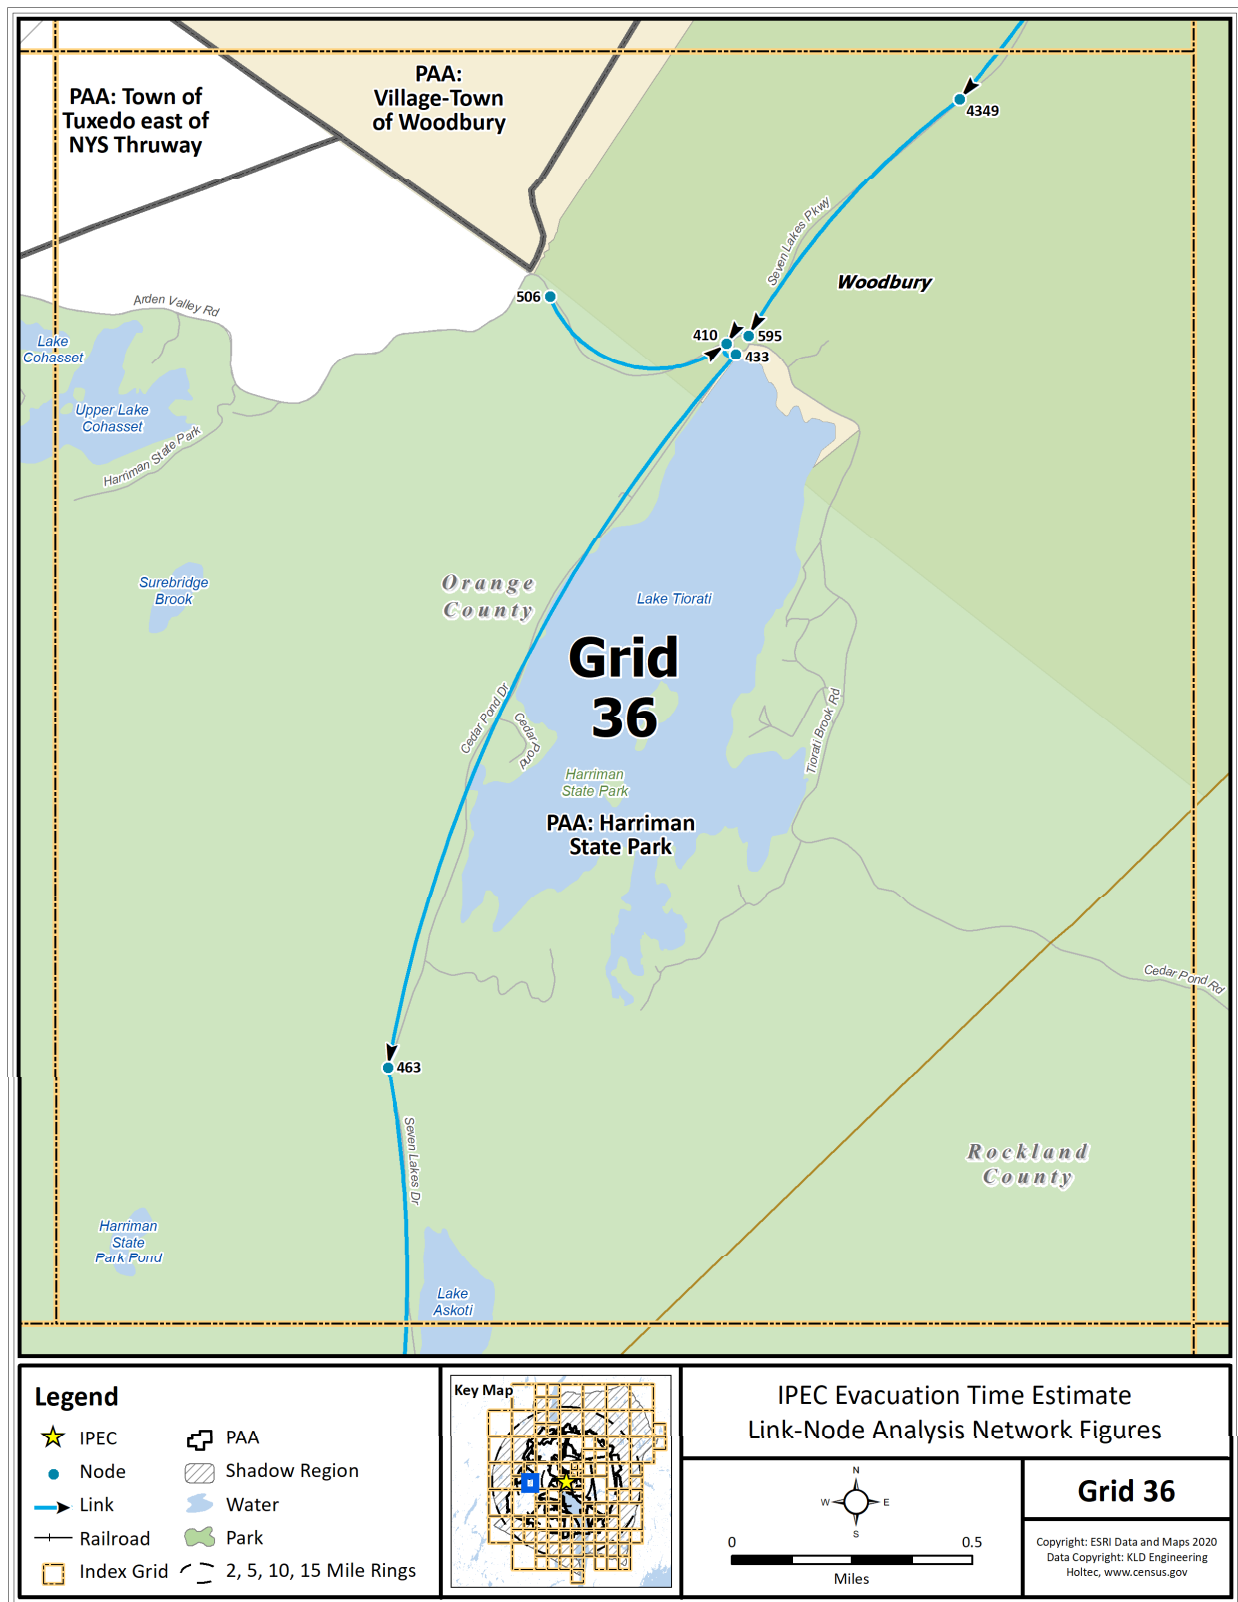 PAA: Town of
Tuxedo east of
NYS Thruway
PAA:
Village-Town
of Woodbury
4349
Seven Lakes Pkwy
Woodbury
506
410
595
433
Arden Valley Rd
Lake
Cohasset
Upper Lake
Cohasset
Harriman State Park
Surebridge
Brook
Orange
County
Lake Tiorati
Grid
36
Cedar Pond Dr
Cedar Pond
Tiorati Brook Rd
Harriman
State Park
PAA: Harriman
State Park
Cedar Pond Rd
463
Seven Lakes Dr
Rockland
County
Harriman
State
Park Pond
Lake
Askoti
Legend
IPEC
PAA
Node
Shadow Region
Link
Water
Railroad
Park
Index Grid
2, 5, 10, 15 Mile Rings
Key Map
IPEC Evacuation Time Estimate
Link-Node Analysis Network Figures
N
W
E
S
0
0.5
Miles
Grid 36
Copyright: ESRI Data and Maps 2020
Data Copyright: KLD Engineering
Holtec, www.census.gov